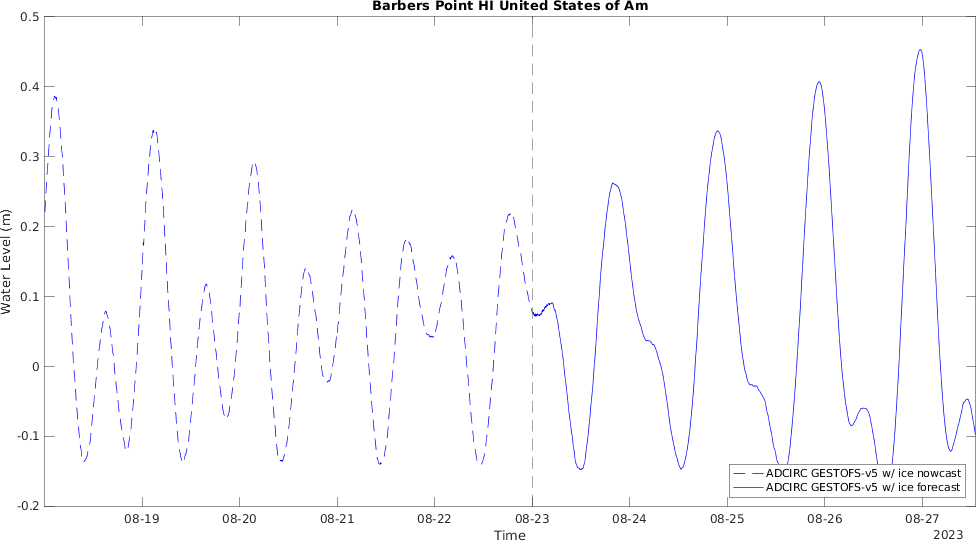 Barbers Point HI United States of Am
0.5
0.4
0.3
0.2
0.1
0
-0.1
-0.2
Water Level (m)
ADCIRC GESTOFS-v5 w/ ice nowcast
ADCIRC GESTOFS-v5 w/ ice forecast
08-19 08-20 08-21 08-22 08-23 08-24 08-25 08-26 08-27
Time
2023